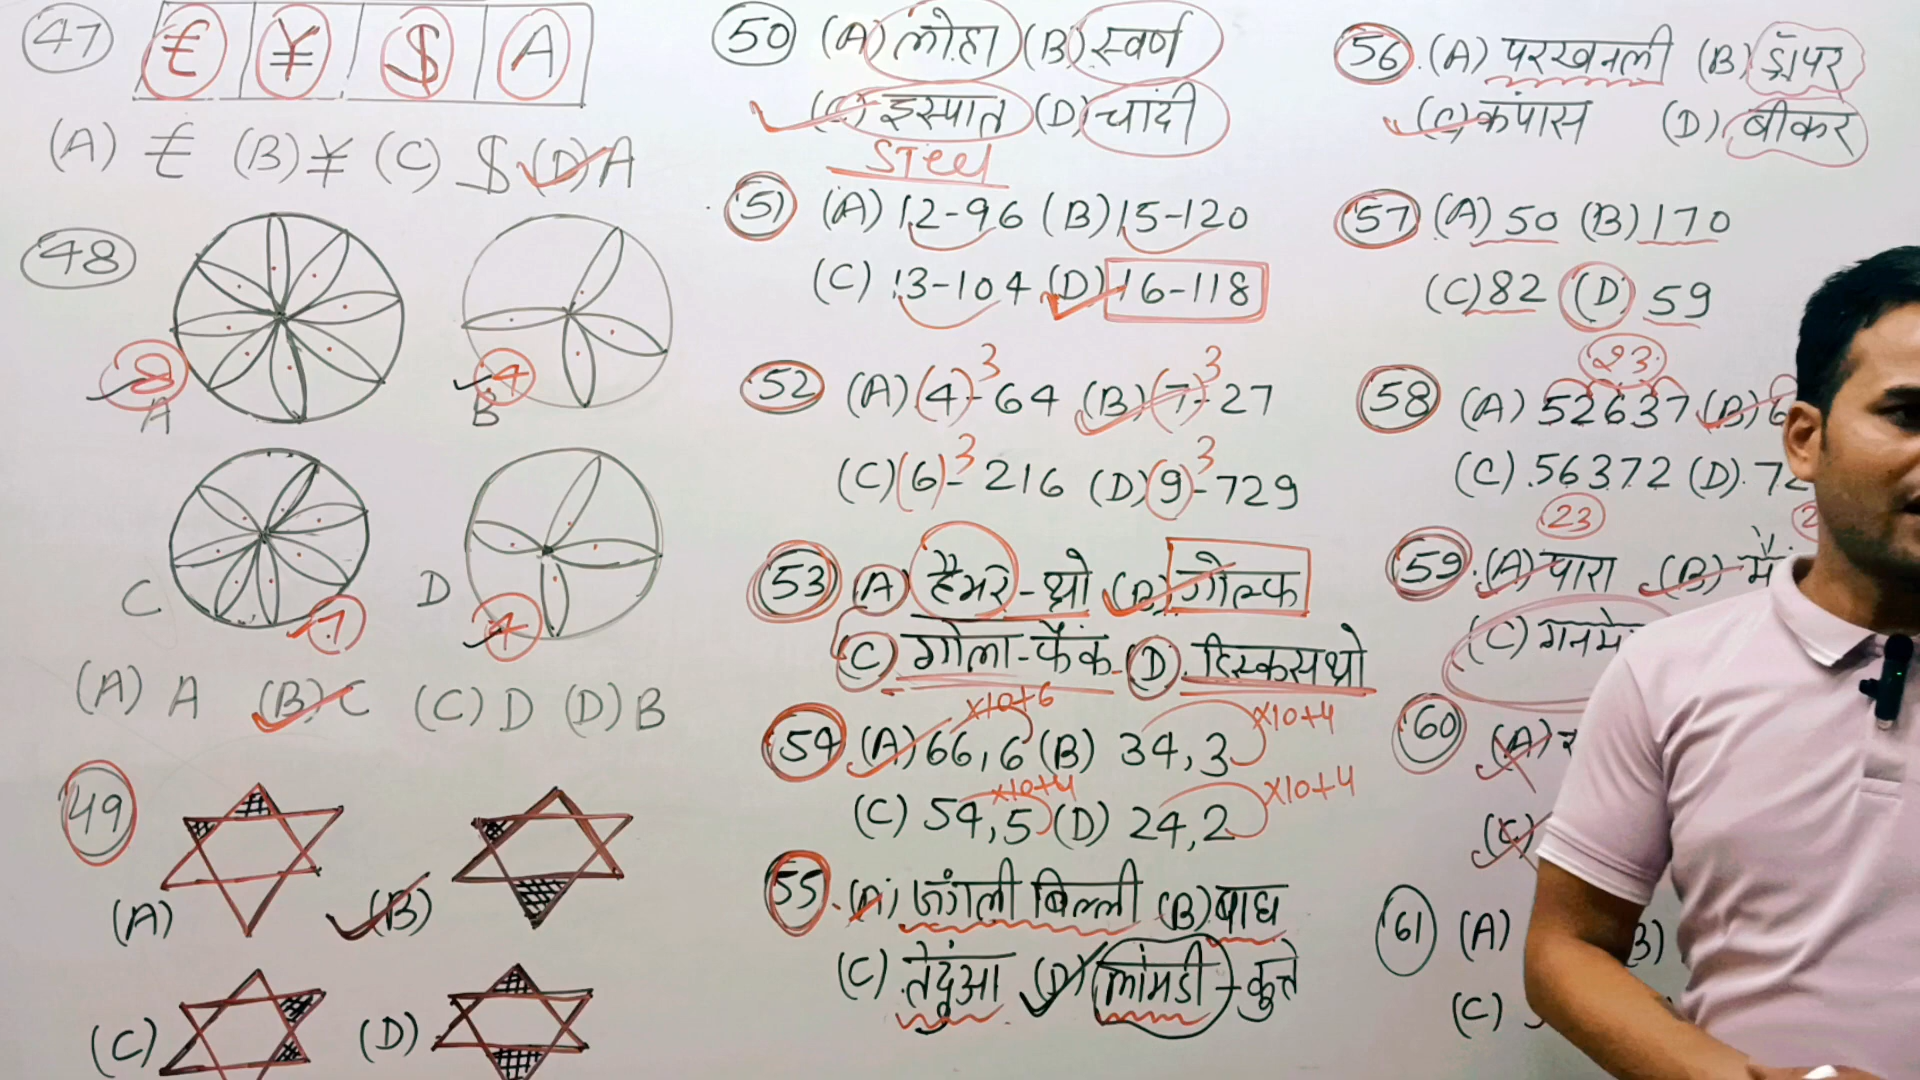 47 € ¥ $ A
(A) € (B) ¥ (C) $ (D) A
48
8 A
4 B
C 7
D 4
(A) A (B) C (C) D (D) B
49
(A) (B)
(C) (D)
50 (A) लोहा (B) स्वर्ण
(C) इस्पात (D) चांदी
Steel
51 (A) 12-96 (B) 15-120
(C) 13-104 (D) 16-118
52 (A) (4)³-64 (B) (7)³-27
(C) (6)³-216 (D) (9)³-729
53 (A) हैमर-थ्रो (B) गोल्फ
(C) गोला-फैंक (D) डिस्कसथ्रो
×10+6 ×10+4
54 (A) 66,6 (B) 34,3
×10+4 ×10+4
(C) 54,5 (D) 24,2
55. (A) जंगली बिल्ली (B) बाघ
(C) तेदुंआ (D) लोमडी - कुत्ते
56. (A) परखनली (B) ड्रॉपर
(C) कंपास (D) बीकर
57 (A) 50 (B) 170
(C) 82 (D) 59
23
58 (A) 52637 (B) 6
(C) 56372 (D) 72
23
59. (A) पारा (B)
(C)
60 (A)
(C)
61 (A) (B)
(C)